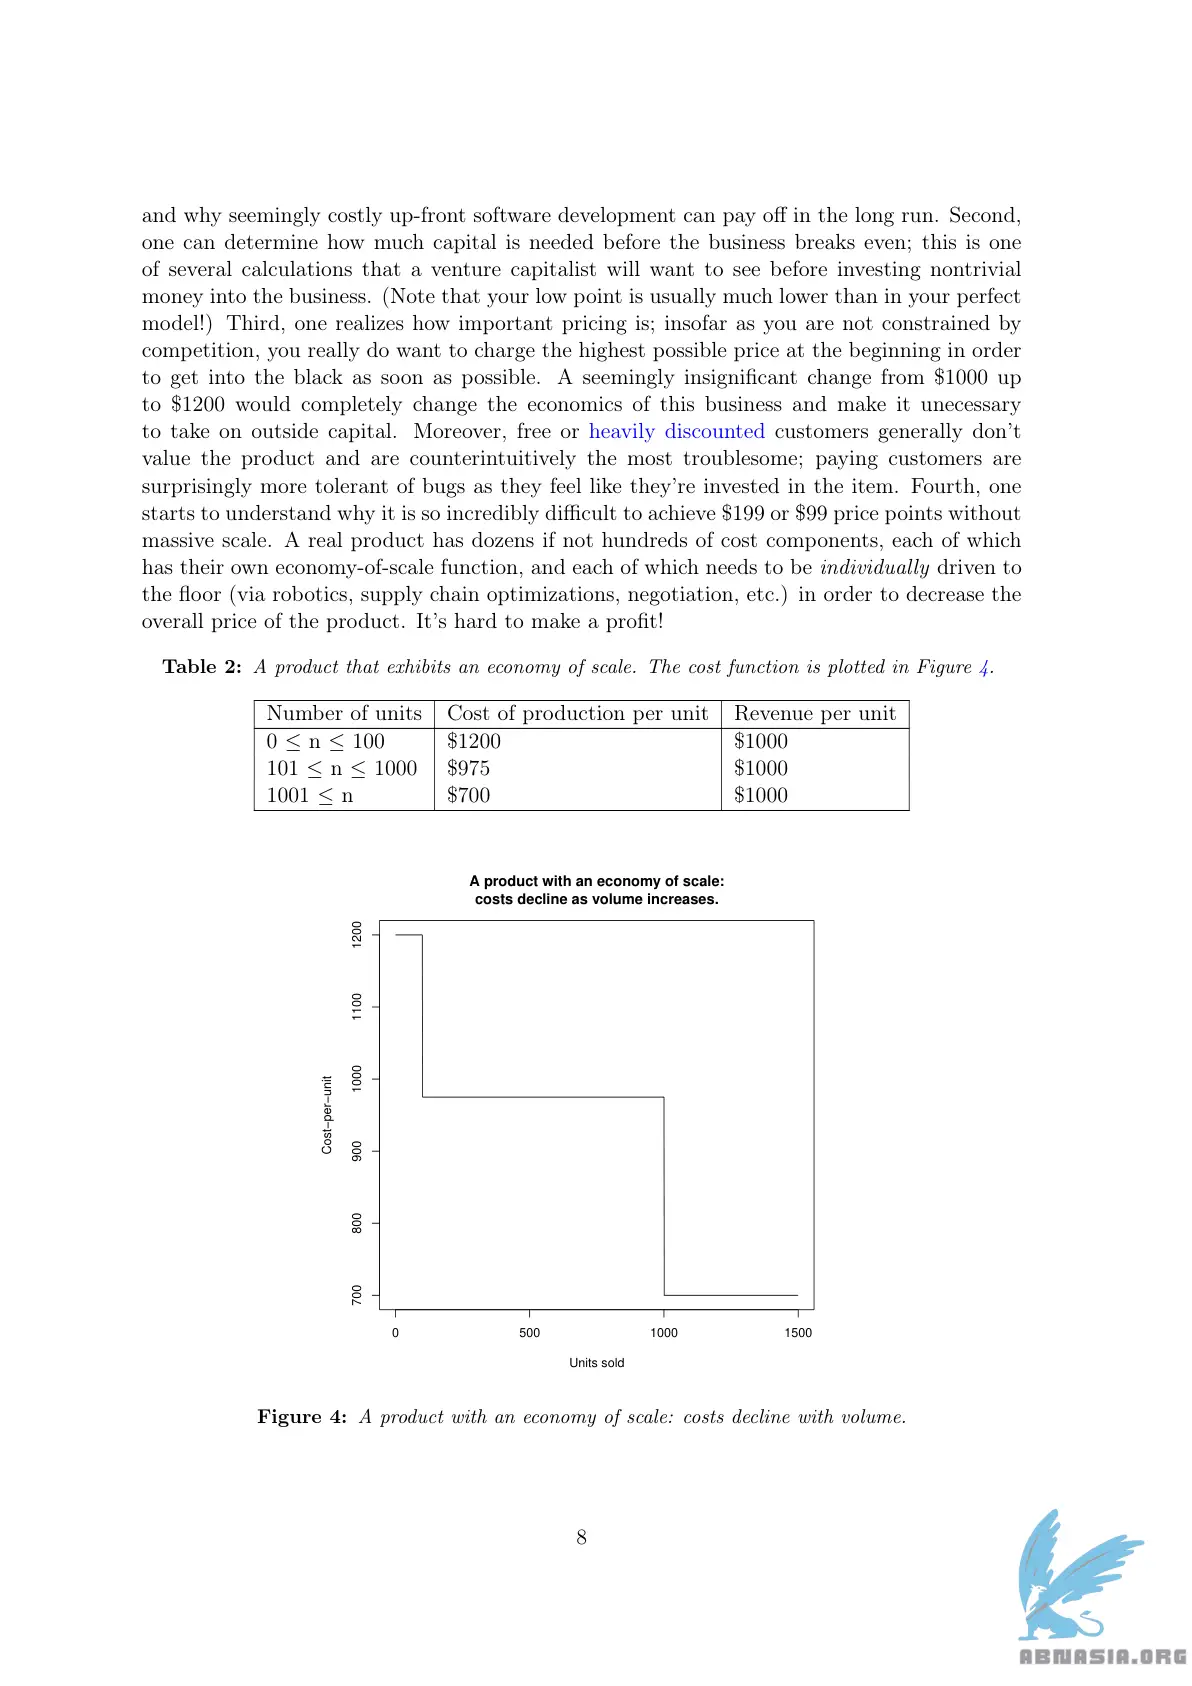 and why seemingly costly up-front software development can pay off in the long run. Second,
one can determine how much capital is needed before the business breaks even; this is one
of several calculations that a venture capitalist will want to see before investing nontrivial
money into the business. (Note that your low point is usually much lower than in your perfect
model!) Third, one realizes how important pricing is; insofar as you are not constrained by
competition, you really do want to charge the highest possible price at the beginning in order
to get into the black as soon as possible. A seemingly insignificant change from $1000 up
to $1200 would completely change the economics of this business and make it unecessary
to take on outside capital. Moreover, free or heavily discounted customers generally don't
value the product and are counterintuitively the most troublesome; paying customers are
surprisingly more tolerant of bugs as they feel like they're invested in the item. Fourth, one
starts to understand why it is so incredibly difficult to achieve $199 or $99 price points without
massive scale. A real product has dozens if not hundreds of cost components, each of which
has their own economy-of-scale function, and each of which needs to be individually driven to
the floor (via robotics, supply chain optimizations, negotiation, etc.) in order to decrease the
overall price of the product. It's hard to make a profit!
Table 2: A product that exhibits an economy of scale. The cost function is plotted in Figure 4.
Number of units Cost of production per unit Revenue per unit
0 ≤ n ≤ 100 $1200 $1000
101 ≤ n ≤ 1000 $975 $1000
1001 ≤ n $700 $1000
A product with an economy of scale:
costs decline as volume increases.
Cost−per−unit
1200
1100
1000
900
800
700
0 500 1000 1500
Units sold
Figure 4: A product with an economy of scale: costs decline with volume.
8
ABNASIA.ORG